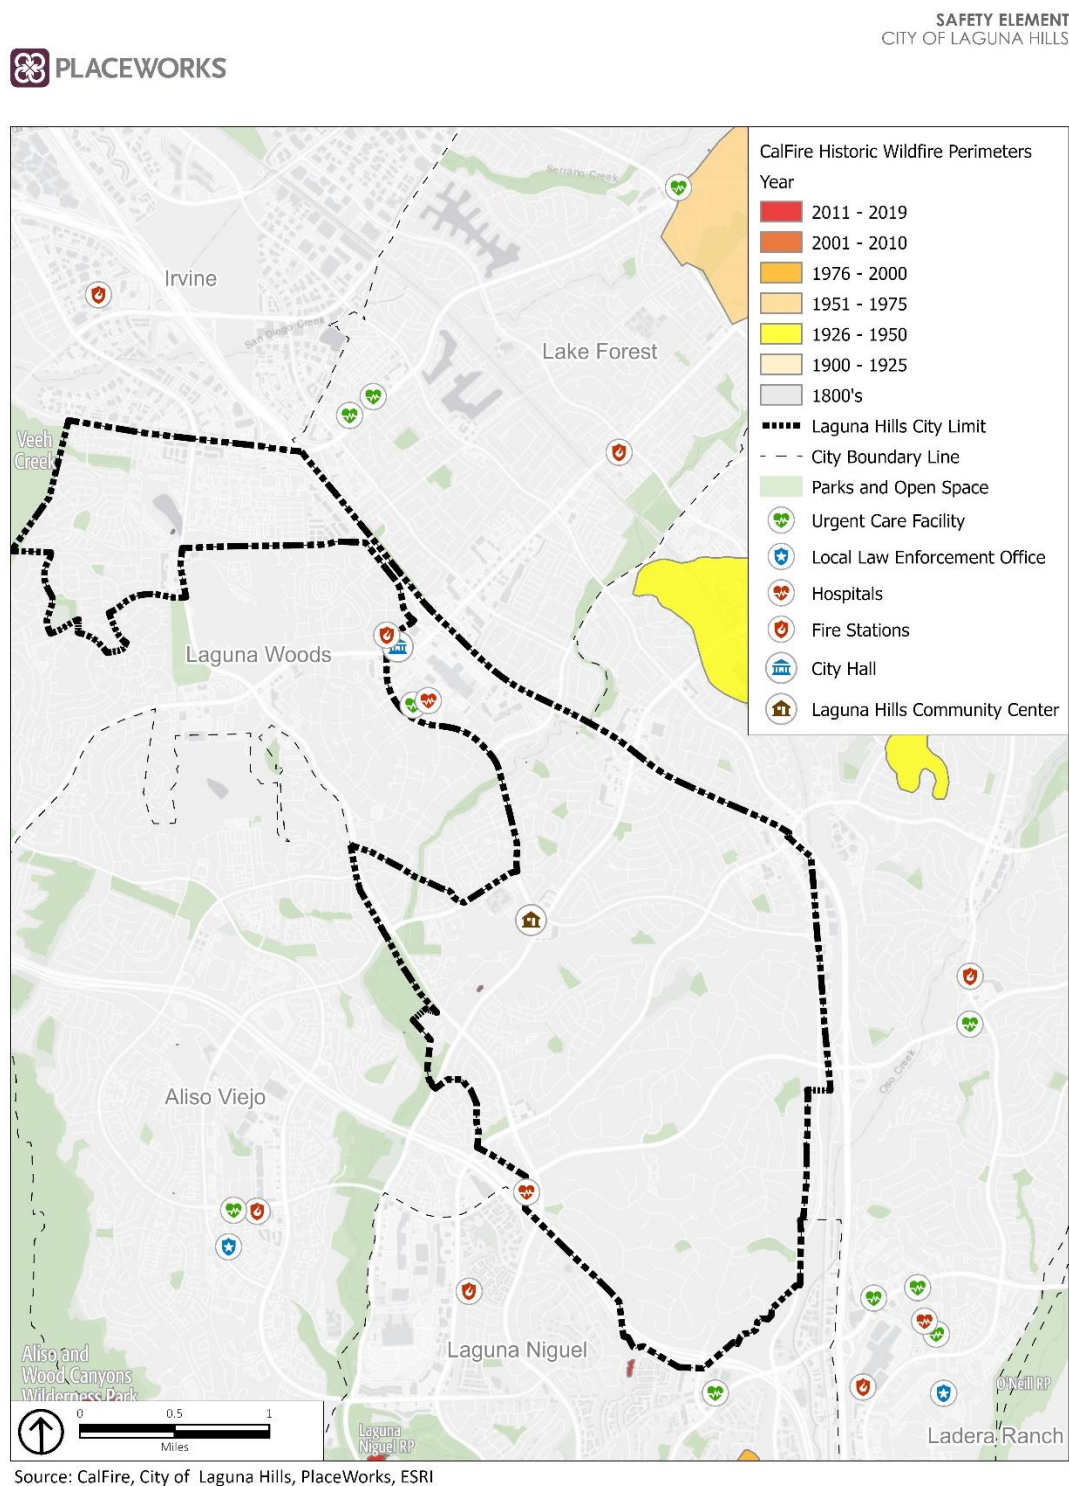 SAFETY ELEMENT
CITY OF LAGUNA HILLS
PLACEWORKS
CalFire Historic Wildfire Perimeters
Year
2011 - 2019
2001 - 2010
1976 - 2000
1951 - 1975
1926 - 1950
1900 - 1925
1800's
Laguna Hills City Limit
City Boundary Line
Parks and Open Space
Urgent Care Facility
Local Law Enforcement Office
Hospitals
Fire Stations
City Hall
Laguna Hills Community Center
Serrano Creek
Irvine
San Diego Creek
Lake Forest
Veeh
Creek
Laguna Woods
Oso Creek
Aliso Viejo
Laguna Niguel
Aliso and
Wood Canyons
Wilderness Park
O'Neill RP
Laguna
Niguel RP
Ladera Ranch
0 0.5 1
Miles
Source: CalFire, City of Laguna Hills, PlaceWorks, ESRI